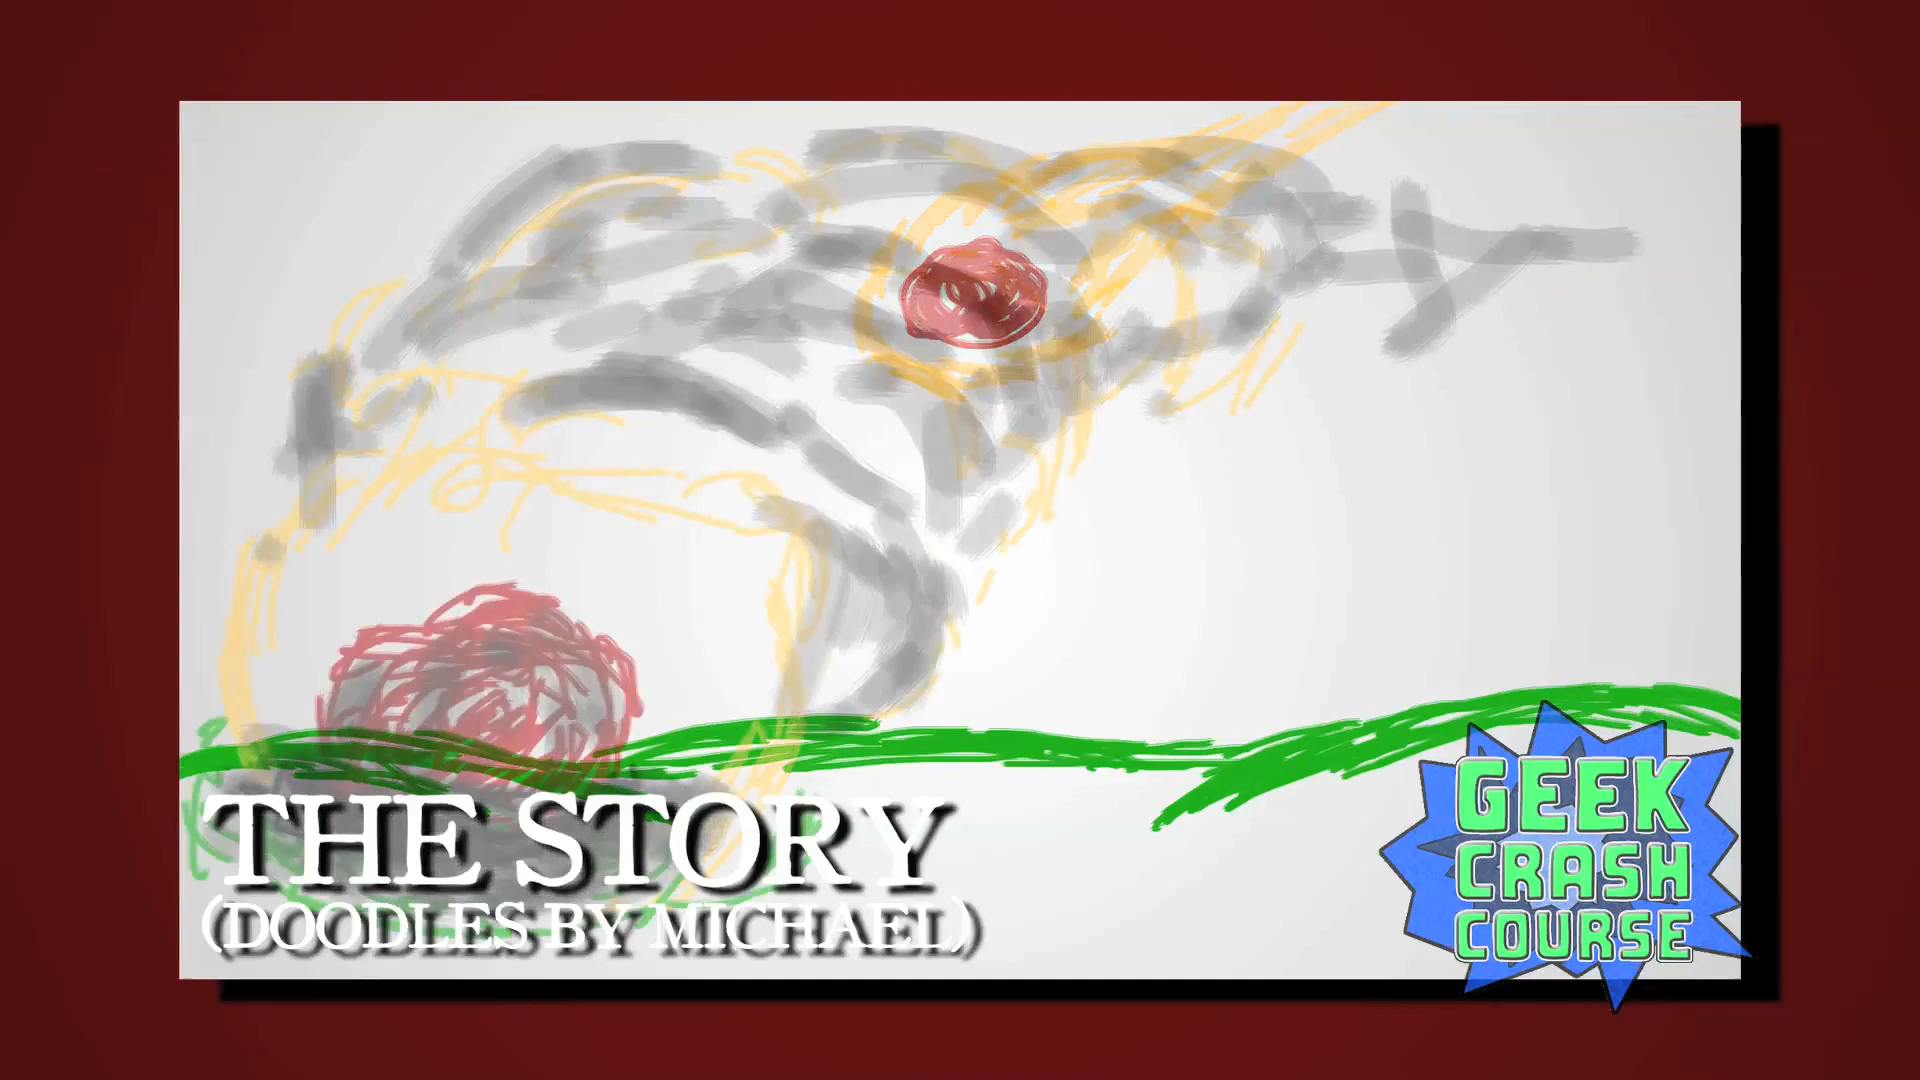 THE STORY
(DOODLES BY MICHAEL)
GEEK
CRASH
COURSE